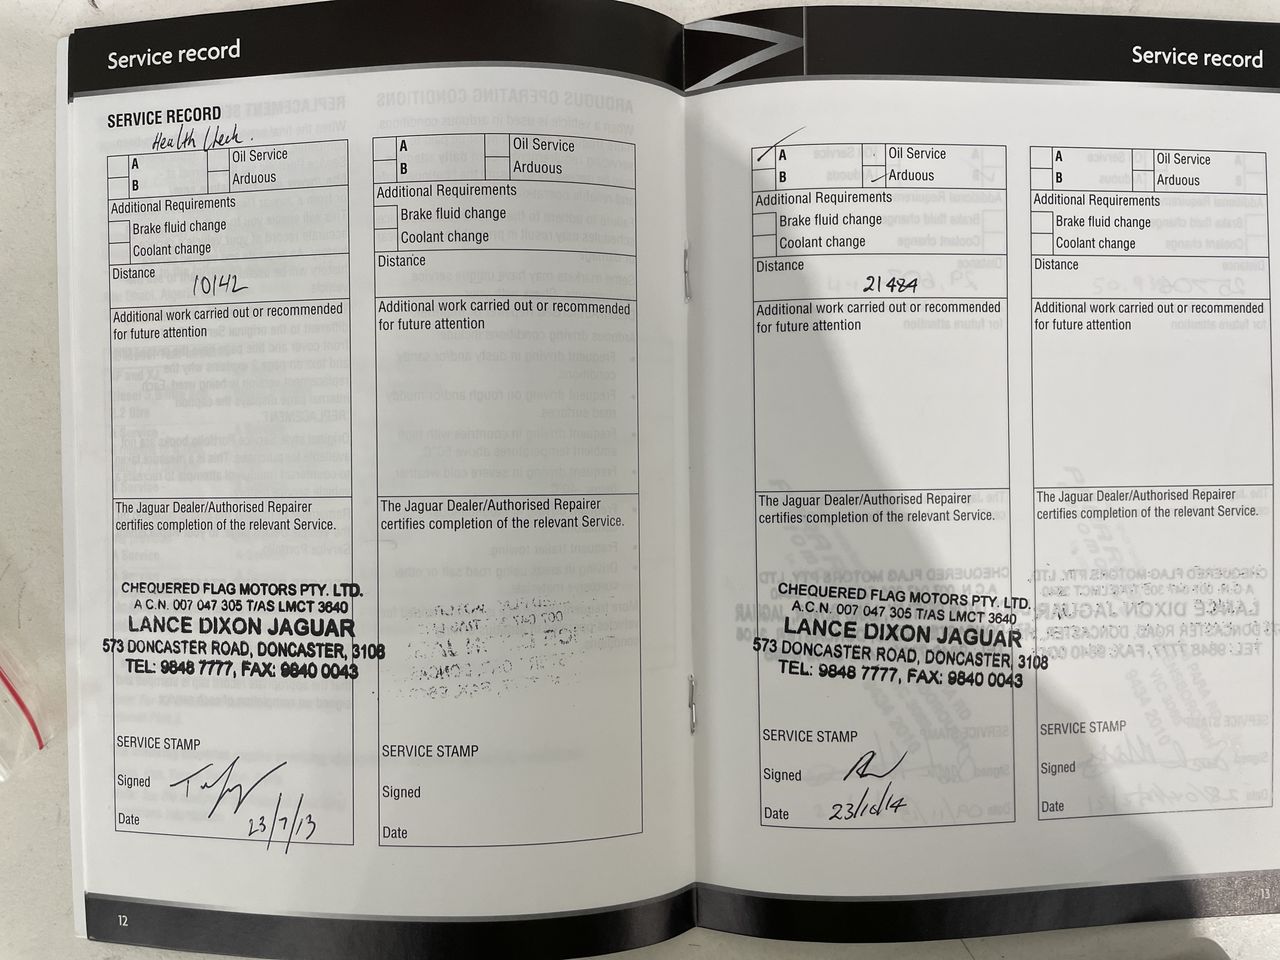 Service record
SERVICE RECORD
Health Check.
A
B
Oil Service
Arduous
Additional Requirements
Brake fluid change
Coolant change
Distance
10142
Additional work carried out or recommended
for future attention
The Jaguar Dealer/Authorised Repairer
certifies completion of the relevant Service.
CHEQUERED FLAG MOTORS PTY. LTD.
A.C.N. 007 047 305 T/AS LMCT 3640
LANCE DIXON JAGUAR
573 DONCASTER ROAD, DONCASTER, 3108
TEL: 9848 7777, FAX: 9840 0043
SERVICE STAMP
Signed
Date
23/7/13
A
B
Oil Service
Arduous
Additional Requirements
Brake fluid change
Coolant change
Distance
Additional work carried out or recommended
for future attention
The Jaguar Dealer/Authorised Repairer
certifies completion of the relevant Service.
SERVICE STAMP
Signed
Date
12
Service record
A
B
Oil Service
Arduous
Additional Requirements
Brake fluid change
Coolant change
Distance
21484
Additional work carried out or recommended
for future attention
The Jaguar Dealer/Authorised Repairer
certifies completion of the relevant Service.
CHEQUERED FLAG MOTORS PTY. LTD.
A.C.N. 007 047 305 T/AS LMCT 3640
LANCE DIXON JAGUAR
573 DONCASTER ROAD, DONCASTER, 3108
TEL: 9848 7777, FAX: 9840 0043
SERVICE STAMP
Signed
Date
23/10/14
A
B
Oil Service
Arduous
Additional Requirements
Brake fluid change
Coolant change
Distance
Additional work carried out or recommended
for future attention
The Jaguar Dealer/Authorised Repairer
certifies completion of the relevant Service.
SERVICE STAMP
Signed
Date
13